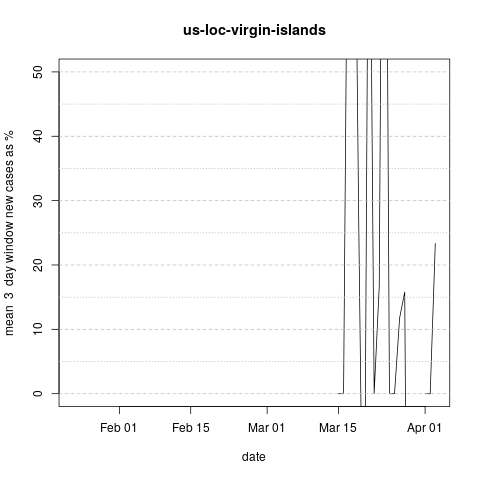 us-loc-virgin-islands
mean 3 day window new cases as %
50
40
30
20
10
0
Feb 01 Feb 15 Mar 01 Mar 15 Apr 01
date